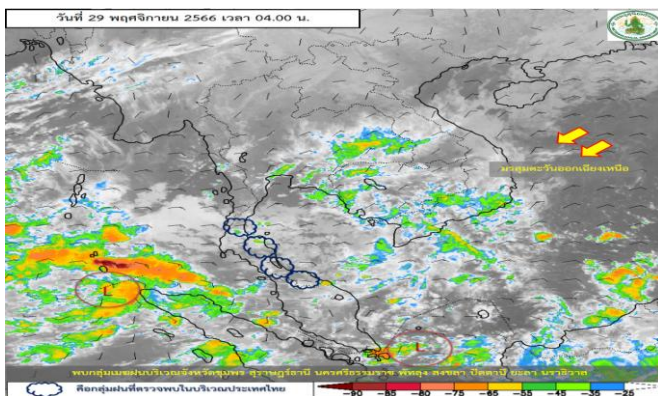 วันที่ 29 พฤศจิกายน 2566 เวลา 04.00 น.
มรสุมตะวันออกเฉียงเหนือ
L
L
พบกลุ่มเมฆฝนบริเวณจังหวัดชุมพร สุราษฎร์ธานี นครศรีธรรมราช พัทลุง สงขลา ปัตตานี ยะลา นราธิวาส
คือกลุ่มฝนที่ตรวจพบในบริเวณประเทศไทย
-90 -85 -80 -75 -65 -55 -45 -35 -25